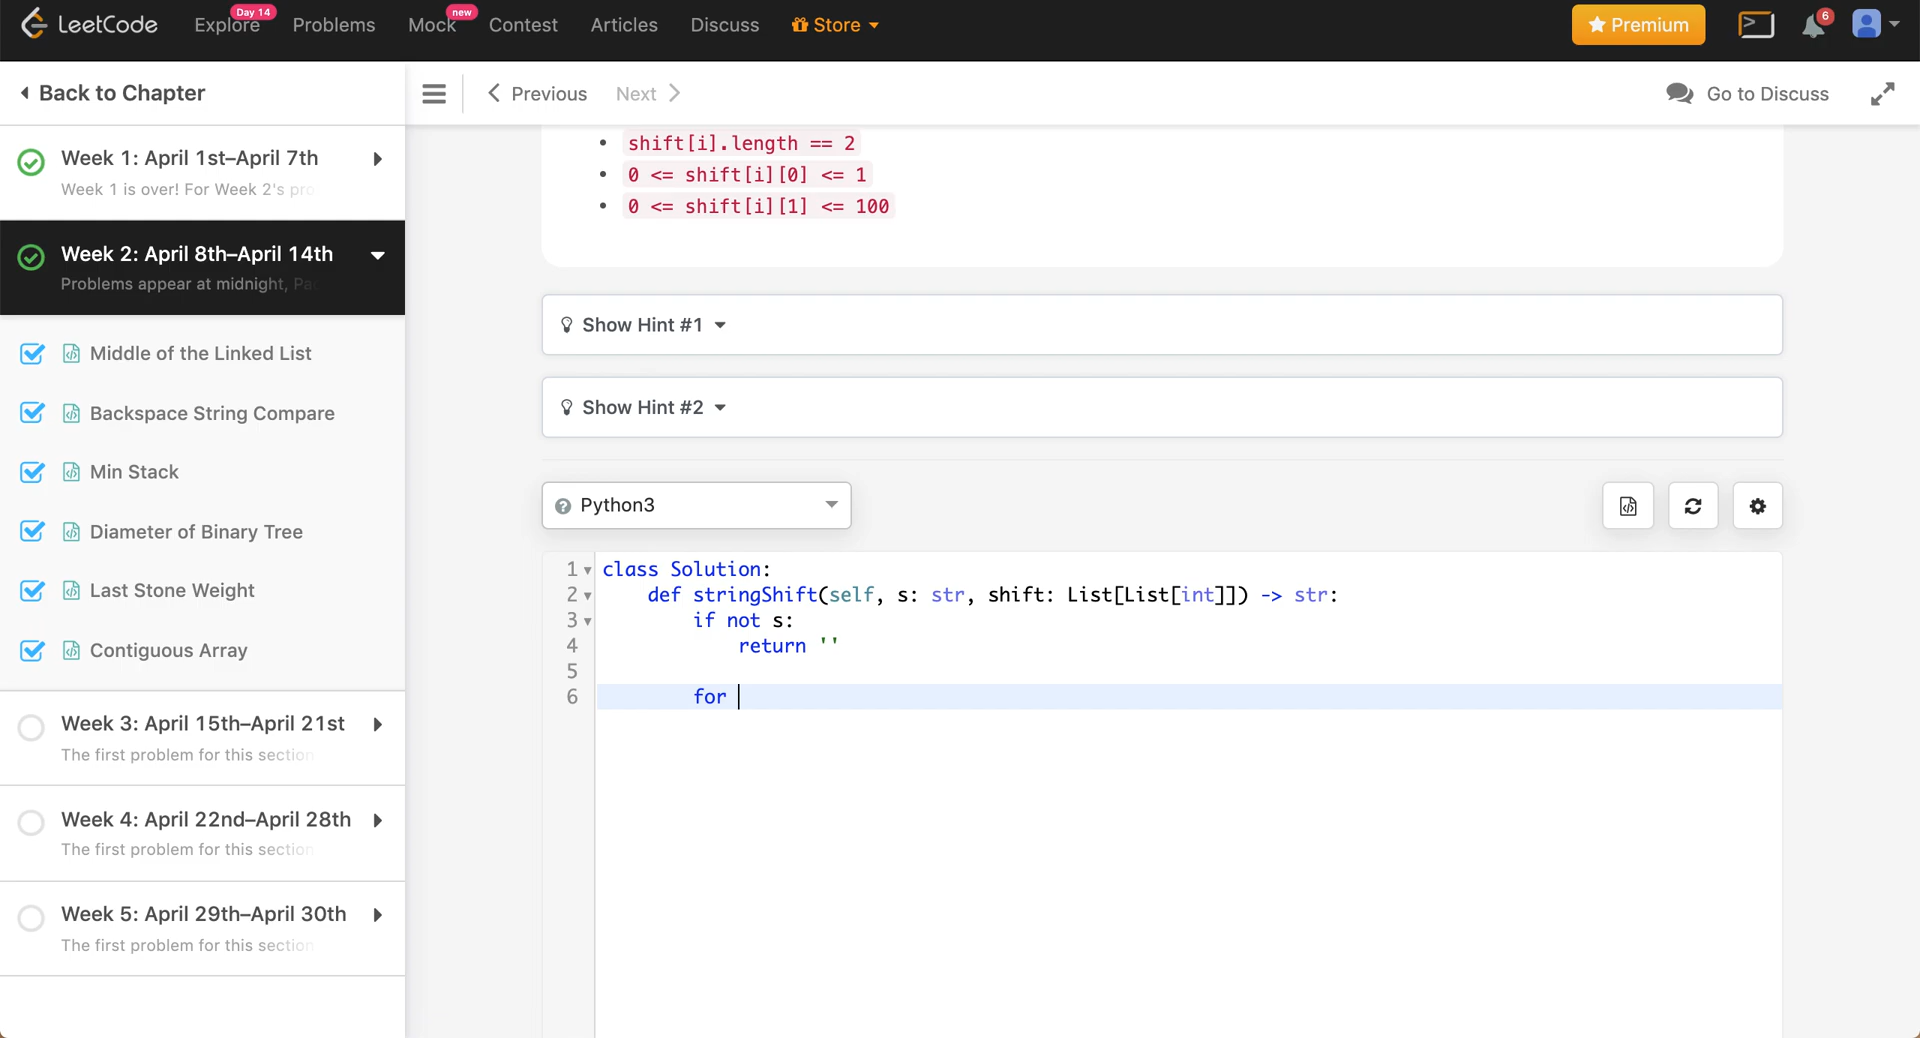 LeetCode
Explore
Day 14
Problems
Mock
new
Contest
Articles
Discuss
Store
Premium
6
Back to Chapter
Previous
Next
Go to Discuss
Week 1: April 1st–April 7th
Week 1 is over! For Week 2's pro
Week 2: April 8th–April 14th
Problems appear at midnight, Pac
Middle of the Linked List
Backspace String Compare
Min Stack
Diameter of Binary Tree
Last Stone Weight
Contiguous Array
Week 3: April 15th–April 21st
The first problem for this section
Week 4: April 22nd–April 28th
The first problem for this section
Week 5: April 29th–April 30th
The first problem for this section
• shift[i].length == 2
• 0 <= shift[i][0] <= 1
• 0 <= shift[i][1] <= 100
Show Hint #1
Show Hint #2
Python3
1 class Solution:
2 def stringShift(self, s: str, shift: List[List[int]]) -> str:
3 if not s:
4 return ''
5
6 for